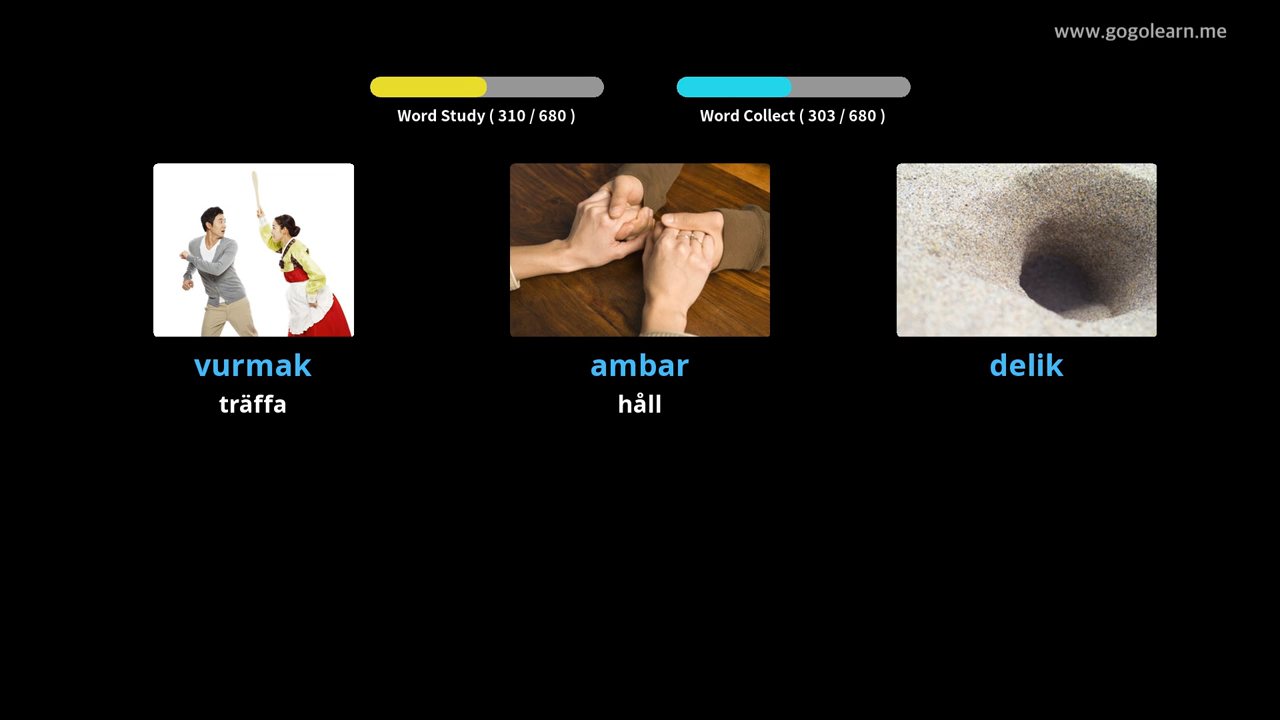 www.gogolearn.me
Word Study ( 310 / 680 )
Word Collect ( 303 / 680 )
vurmak
ambar
delik
träffa
håll